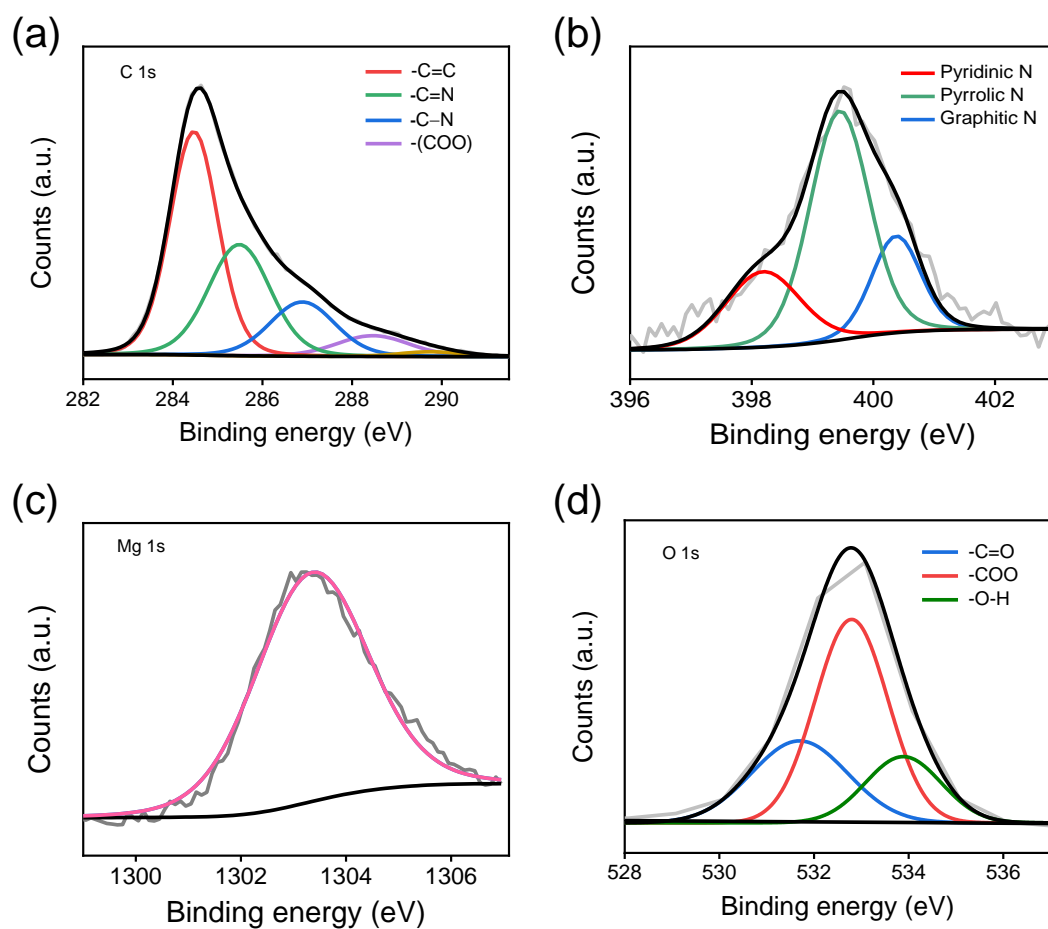 (a)
C 1s
-C=C
-C=N
-C–N
-(COO)
Counts (a.u.)
282 284 286 288 290
Binding energy (eV)
(b)
Pyridinic N
Pyrrolic N
Graphitic N
Counts (a.u.)
396 398 400 402
Binding energy (eV)
(c)
Mg 1s
Counts (a.u.)
1300 1302 1304 1306
Binding energy (eV)
(d)
O 1s
-C=O
-COO
-O-H
Counts (a.u.)
528 530 532 534 536
Binding energy (eV)